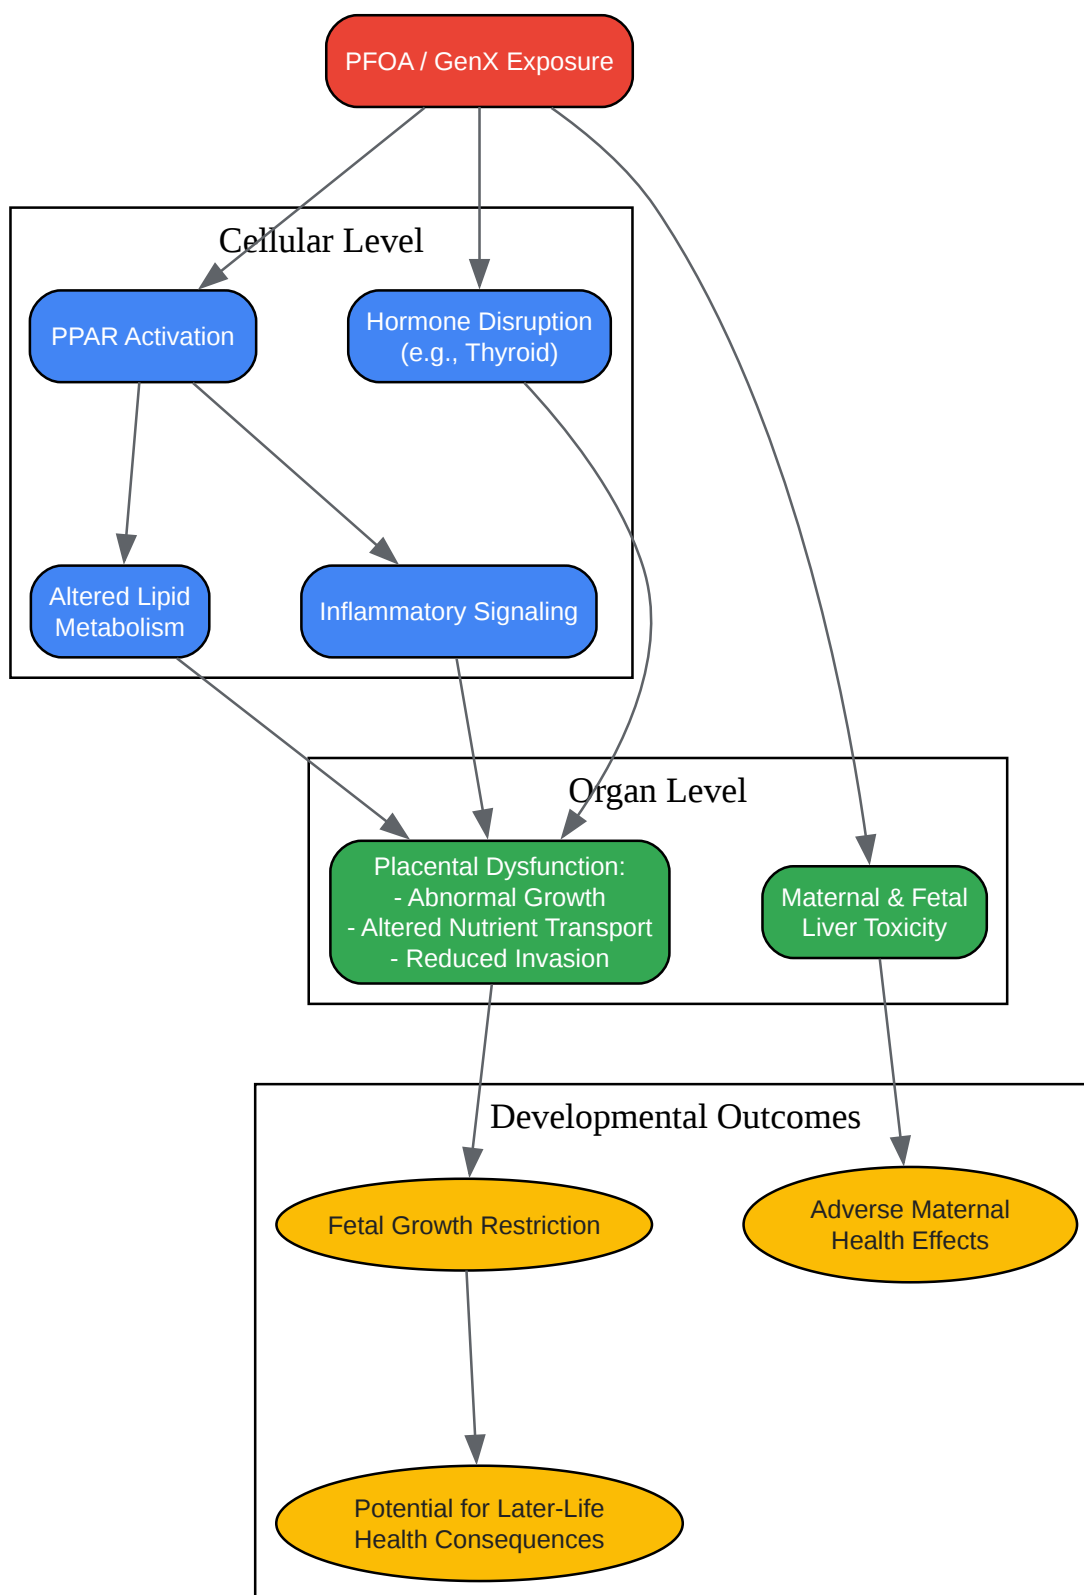 PFOA / GenX Exposure
Cellular Level
PPAR Activation
Hormone Disruption
(e.g., Thyroid)
Altered Lipid
Metabolism
Inflammatory Signaling
Organ Level
Placental Dysfunction:
- Abnormal Growth
- Altered Nutrient Transport
- Reduced Invasion
Maternal & Fetal
Liver Toxicity
Developmental Outcomes
Fetal Growth Restriction
Adverse Maternal
Health Effects
Potential for Later-Life
Health Consequences